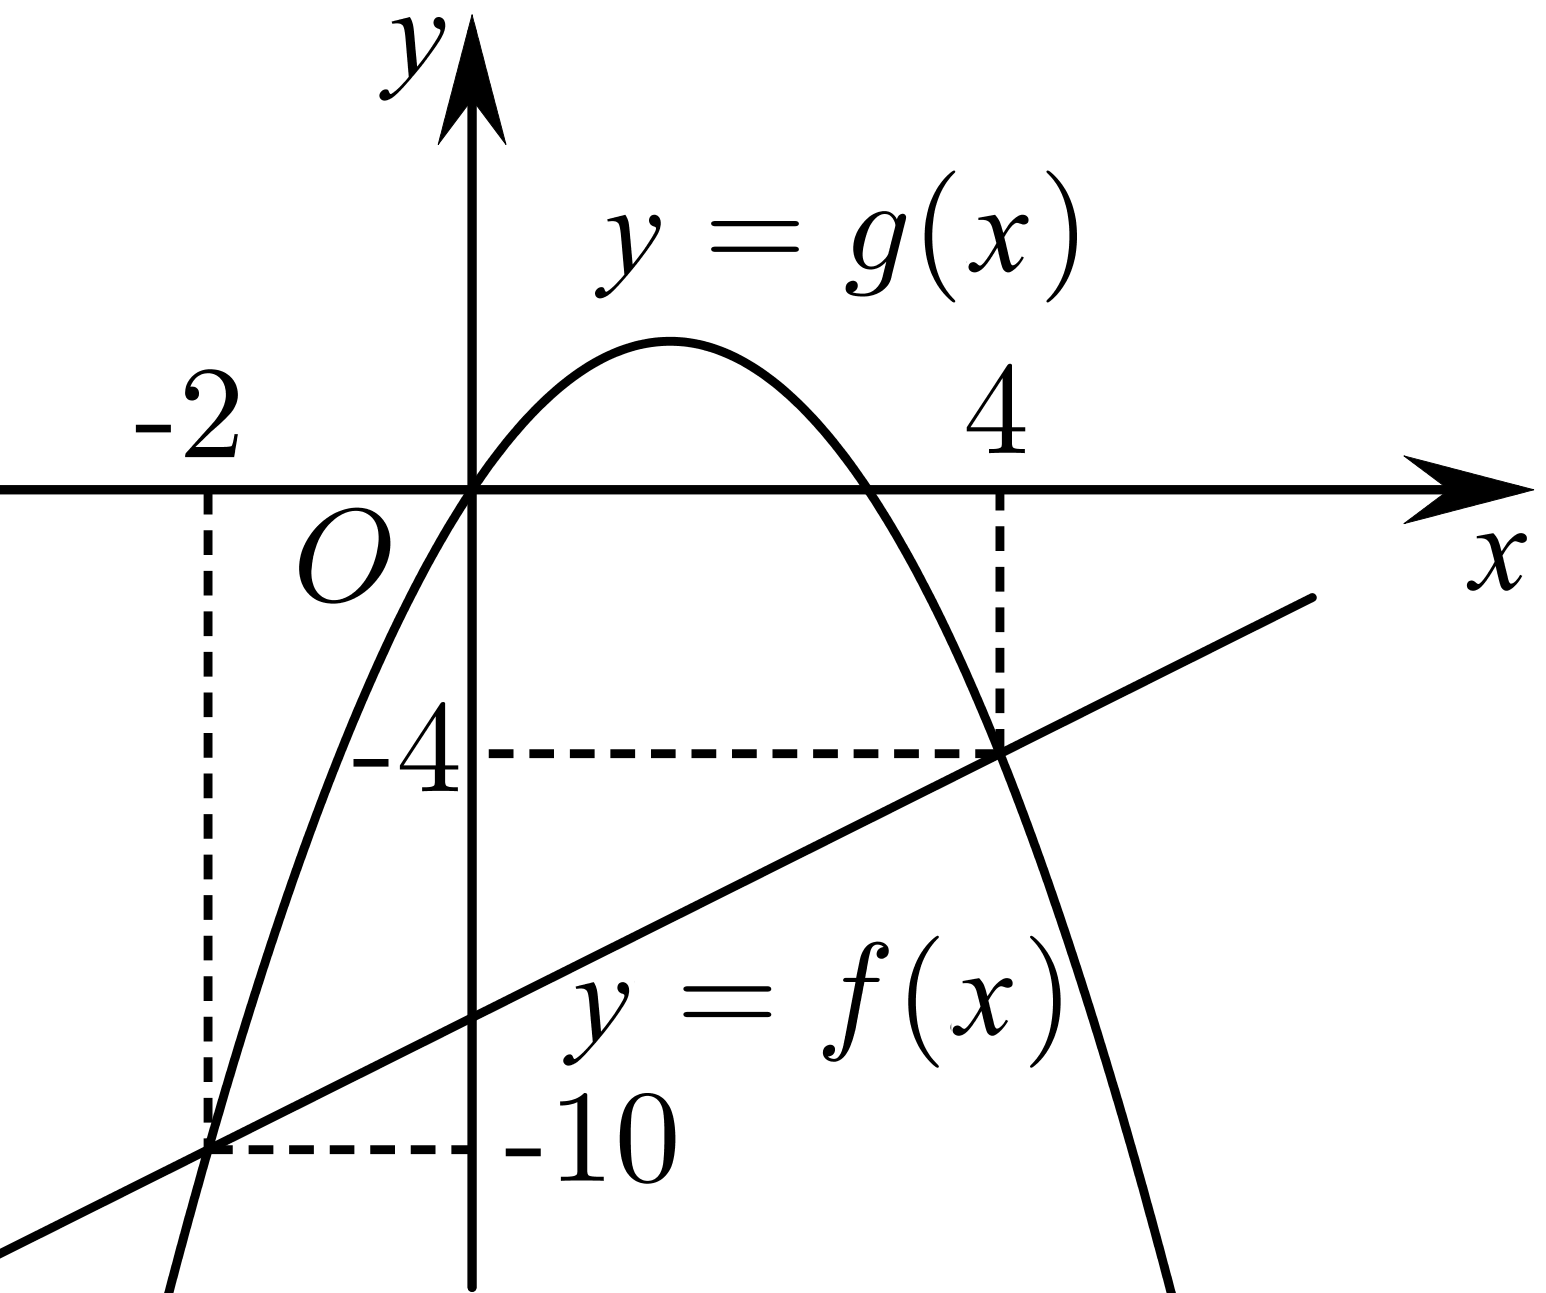 y
y = g(x)
-2
4
O
x
-4
y = f(x)
-10